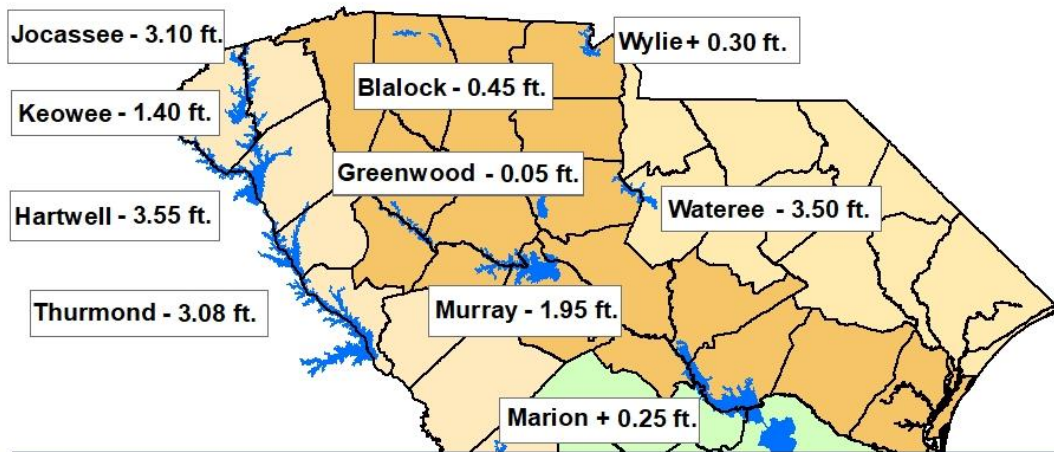 Jocassee - 3.10 ft.
Wylie + 0.30 ft.
Blalock - 0.45 ft.
Keowee - 1.40 ft.
Greenwood - 0.05 ft.
Hartwell - 3.55 ft.
Wateree - 3.50 ft.
Thurmond - 3.08 ft.
Murray - 1.95 ft.
Marion + 0.25 ft.